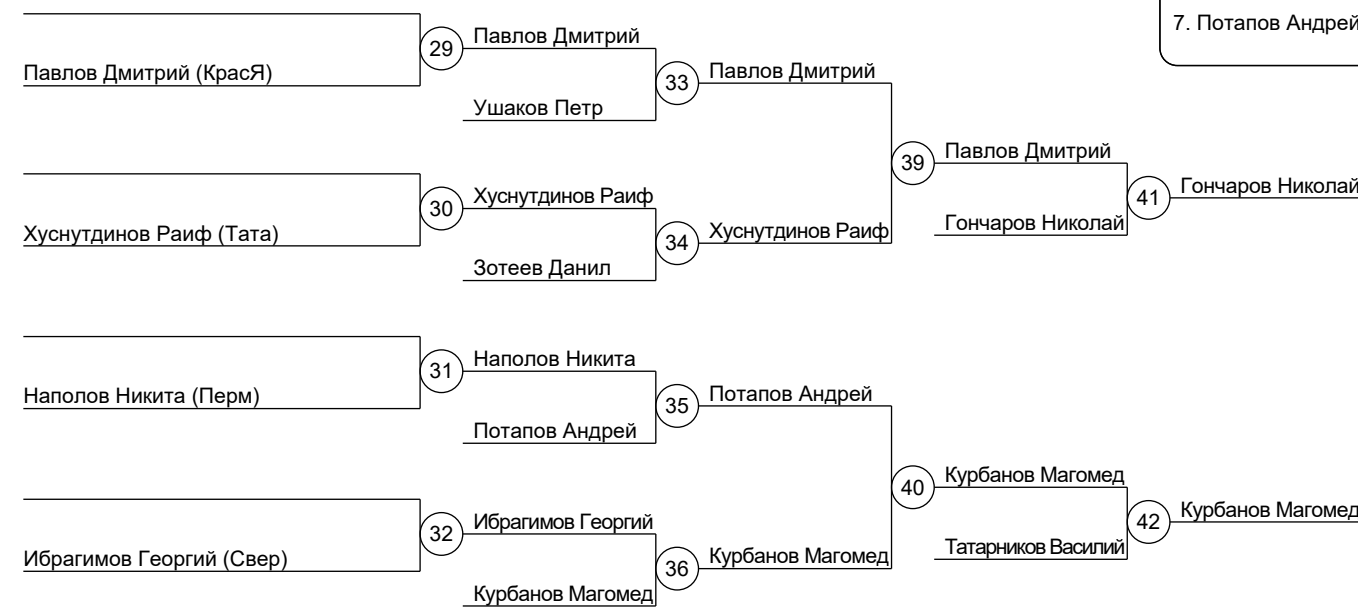 7. Потапов Андрей
29
Павлов Дмитрий
Павлов Дмитрий (КрасЯ)
33
Павлов Дмитрий
Ушаков Петр
39
Павлов Дмитрий
30
Хуснутдинов Раиф
41
Гончаров Николай
Хуснутдинов Раиф (Тата)
34
Хуснутдинов Раиф
Гончаров Николай
Зотеев Данил
31
Наполов Никита
Наполов Никита (Перм)
35
Потапов Андрей
Потапов Андрей
40
Курбанов Магомед
32
Ибрагимов Георгий
42
Курбанов Магомед
Ибрагимов Георгий (Свер)
36
Курбанов Магомед
Татарников Василий
Курбанов Магомед